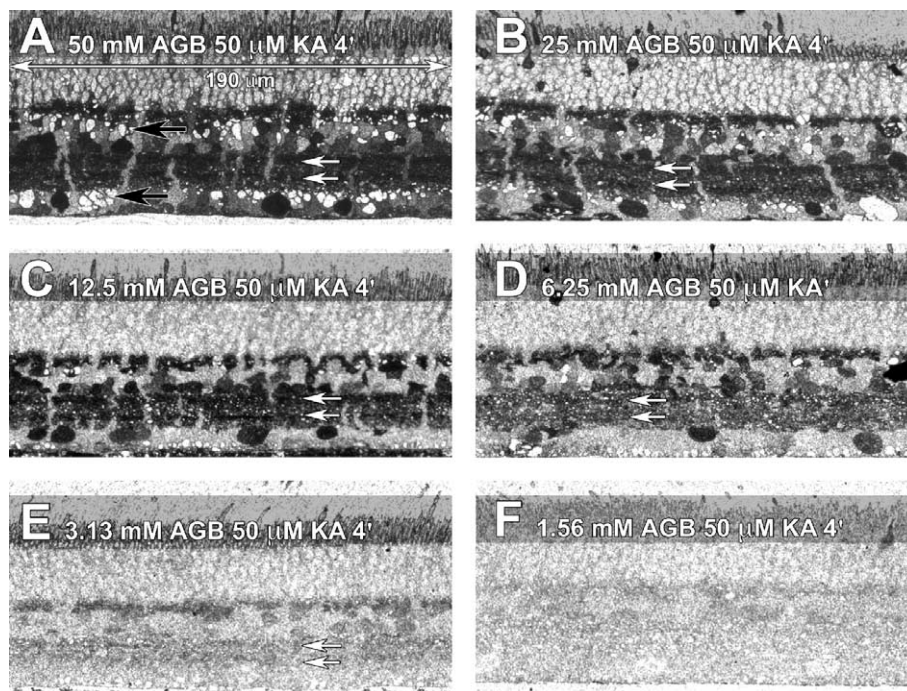 A 50 mM AGB 50 μM KA 4'
190 um
B 25 mM AGB 50 μM KA 4'
C 12.5 mM AGB 50 μM KA 4'
D 6.25 mM AGB 50 μM KA'
E 3.13 mM AGB 50 μM KA 4'
F 1.56 mM AGB 50 μM KA 4'